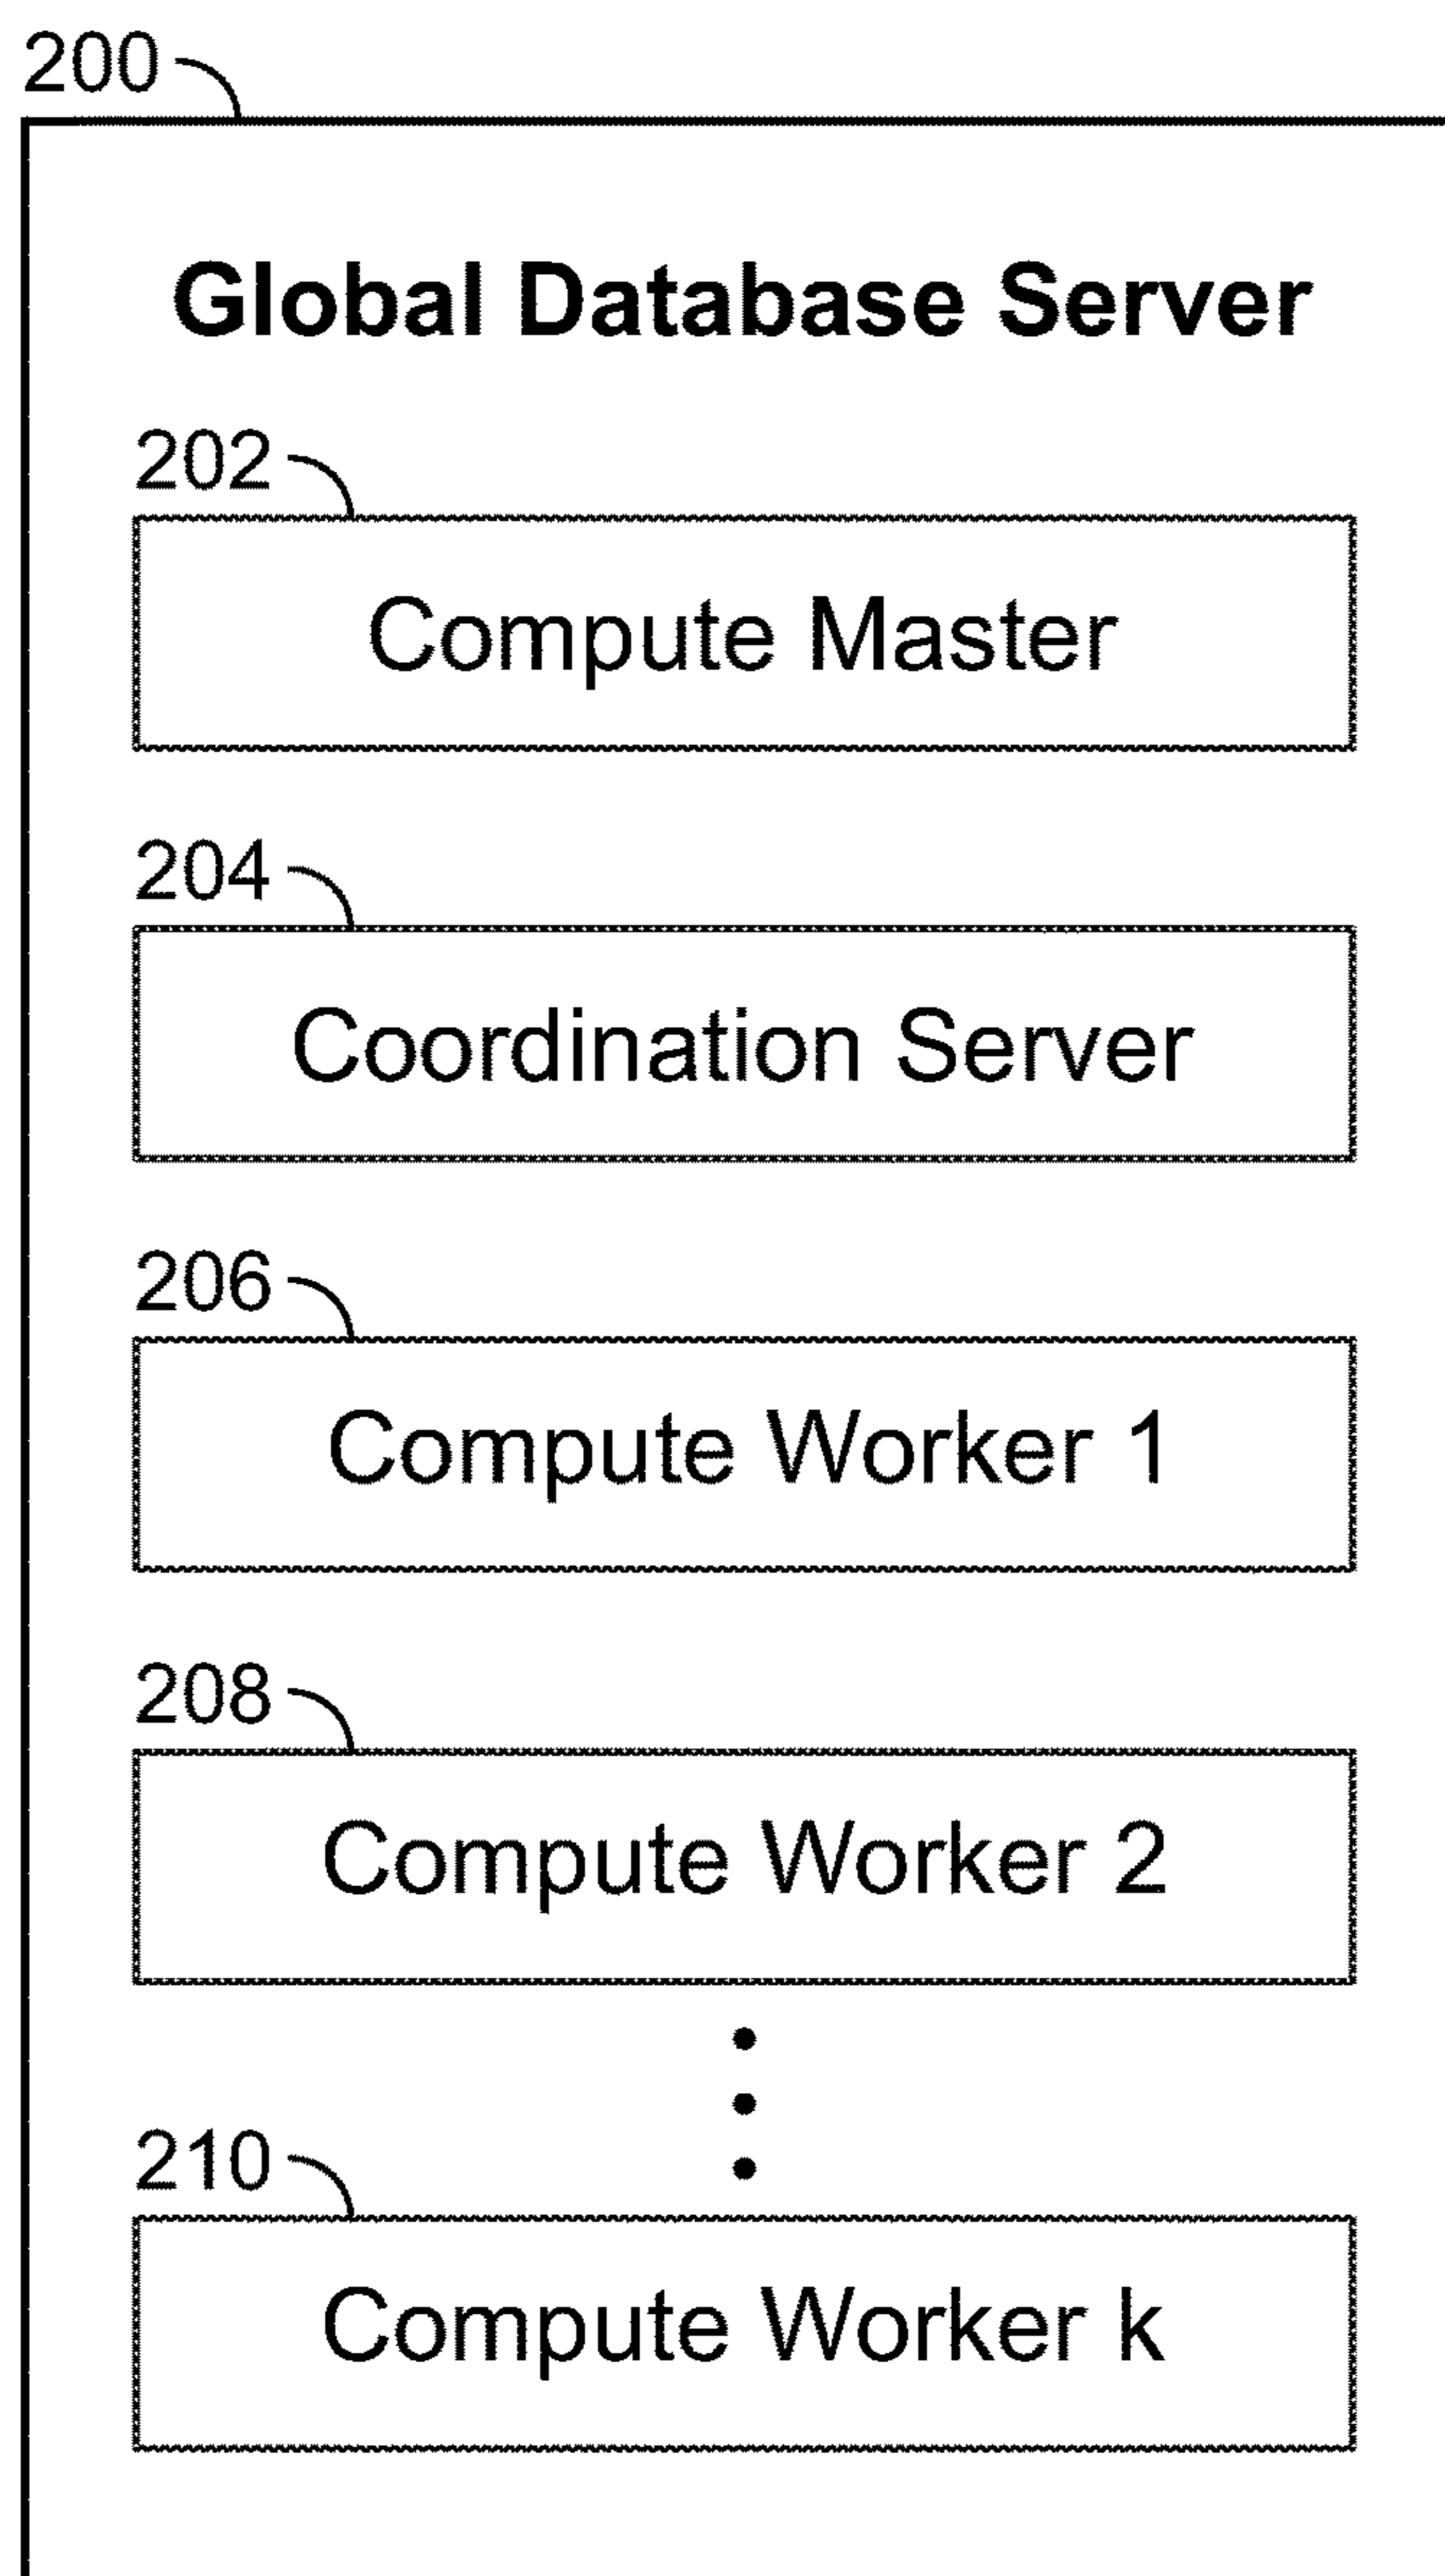 200
Global Database Server
202
Compute Master
204
Coordination Server
206
Compute Worker 1
208
Compute Worker 2
210
Compute Worker k